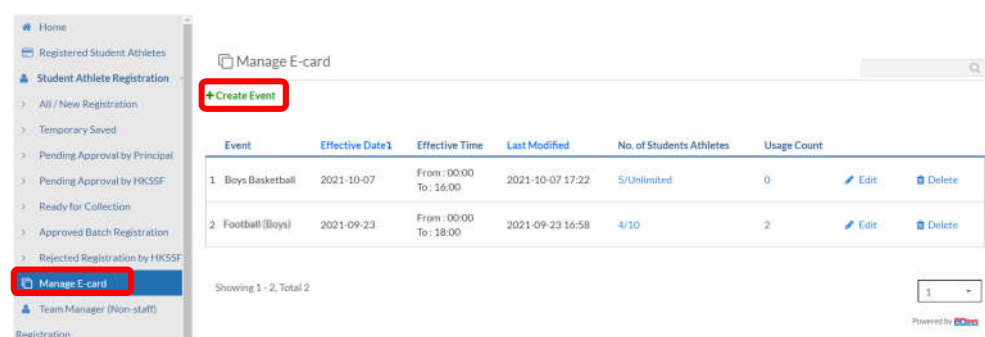 Home
Registered Student Athletes
Student Athlete Registration
All / New Registration
Temporary Saved
Pending Approval by Principal
Pending Approval by HKSSF
Ready for Collection
Approved Batch Registration
Rejected Registration by HKSSF
Manage E-card
Team Manager (Non-staff)
Registration
Manage E-card
+Create Event
Event Effective Date Effective Time Last Modified No. of Students Athletes Usage Count
1 Boys Basketball 2021-10-07 From : 00:00 To : 16:00 2021-10-07 17:22 5/Unlimited 0 Edit Delete
2 Football (Boys) 2021-09-23 From : 00:00 To : 18:00 2021-09-23 16:58 4/10 2 Edit Delete
Showing 1 - 2, Total 2
1
Powered by eClass